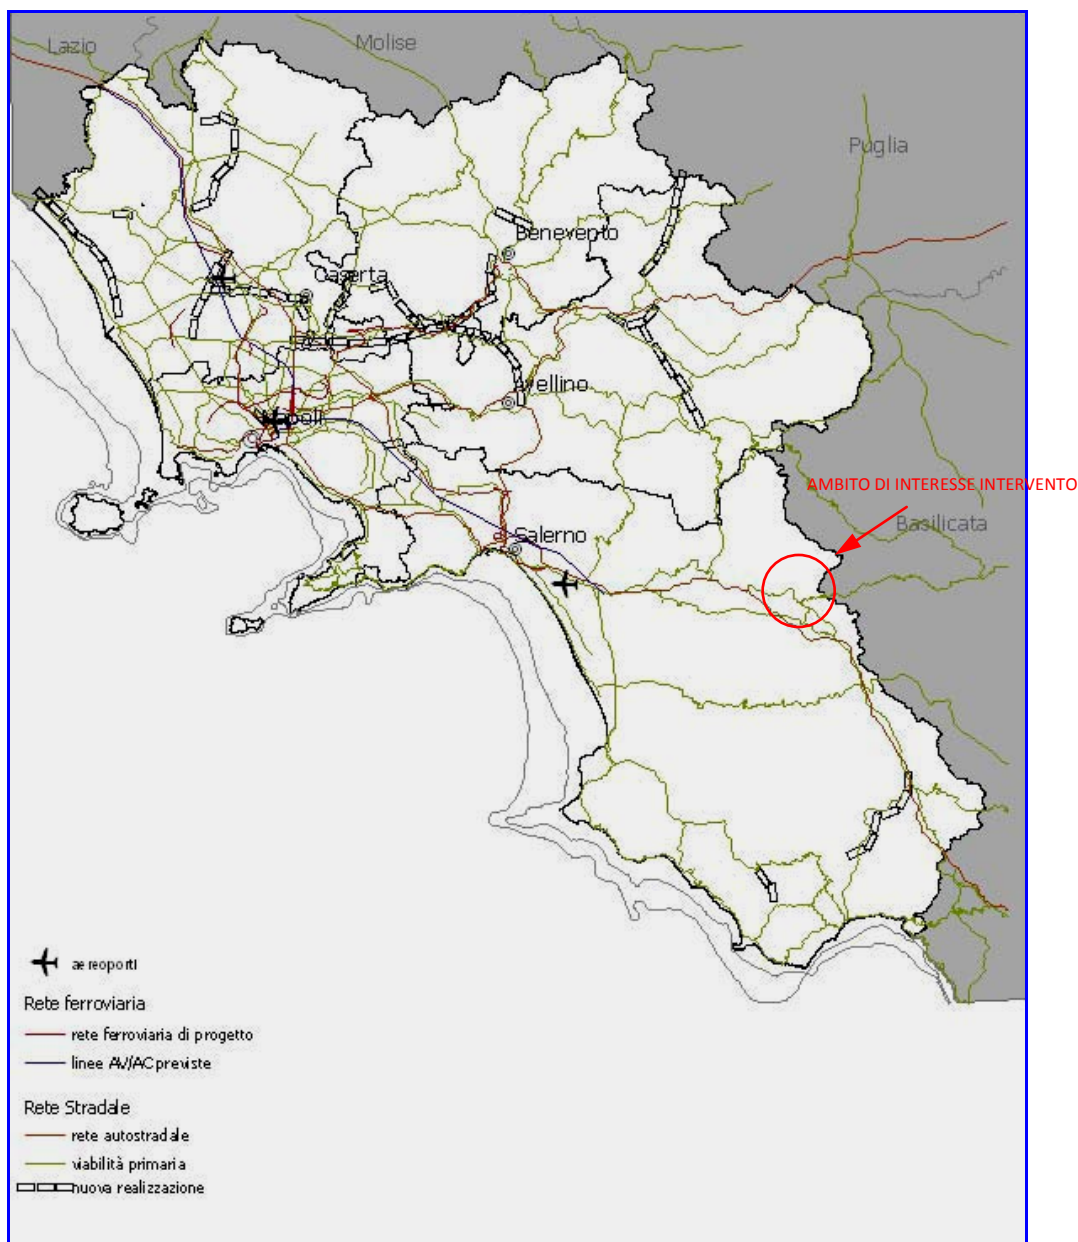 Lazio
Molise
Puglia
Benevento
Caserta
Avellino
Napoli
AMBITO DI INTERESSE INTERVENTO
Basilicata
Salerno
aereoporti
Rete ferroviaria
rete ferroviaria di progetto
linee AV/AC previste
Rete Stradale
rete autostradale
viabilità primaria
nuova realizzazione